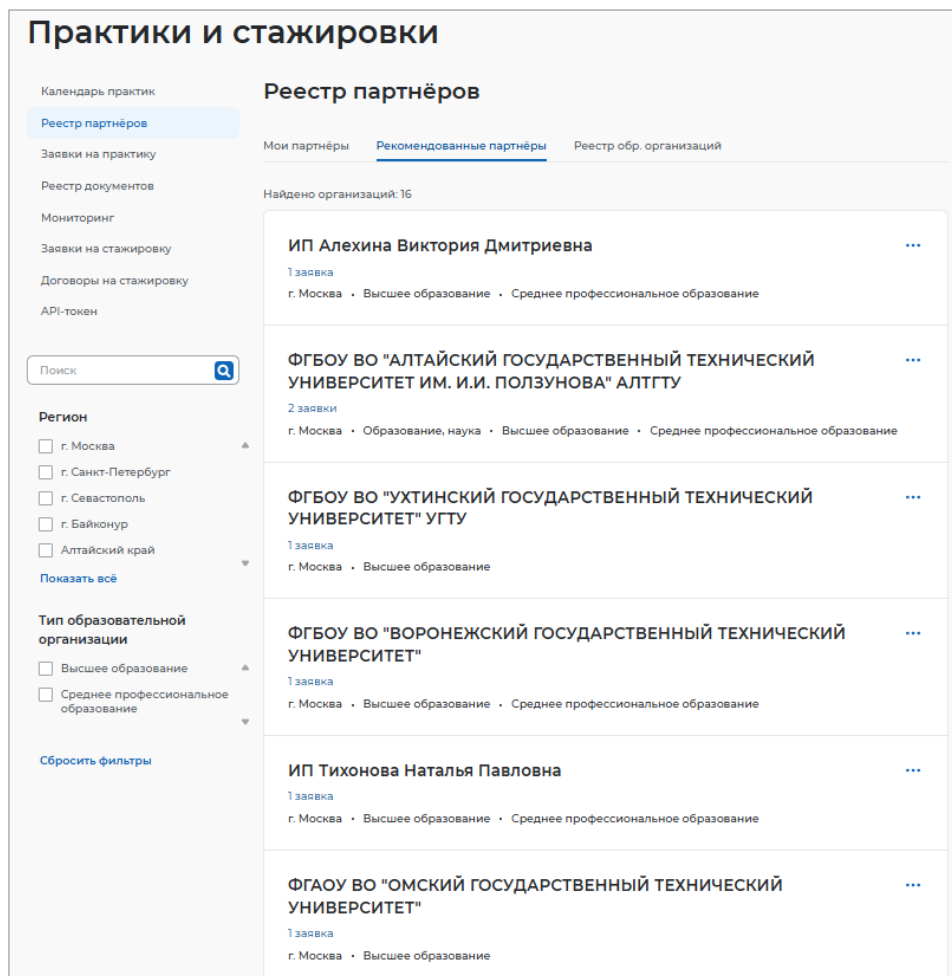 Практики и стажировки
Календарь практик
Реестр партнёров
Заявки на практику
Реестр документов
Мониторинг
Заявки на стажировку
Договоры на стажировку
API-токен
Поиск
Регион
г. Москва
г. Санкт-Петербург
г. Севастополь
г. Байконур
Алтайский край
Показать всё
Тип образовательной
организации
Высшее образование
Среднее профессиональное
образование
Сбросить фильтры
Реестр партнёров
Мои партнёры Рекомендованные партнёры Реестр обр. организаций
Найдено организаций: 16
ИП Алехина Виктория Дмитриевна
1 заявка
г. Москва • Высшее образование • Среднее профессиональное образование
ФГБОУ ВО "АЛТАЙСКИЙ ГОСУДАРСТВЕННЫЙ ТЕХНИЧЕСКИЙ
УНИВЕРСИТЕТ ИМ. И.И. ПОЛЗУНОВА" АЛТГТУ
2 заявки
г. Москва • Образование, наука • Высшее образование • Среднее профессиональное образование
ФГБОУ ВО "УХТИНСКИЙ ГОСУДАРСТВЕННЫЙ ТЕХНИЧЕСКИЙ
УНИВЕРСИТЕТ" УГТУ
1 заявка
г. Москва • Высшее образование
ФГБОУ ВО "ВОРОНЕЖСКИЙ ГОСУДАРСТВЕННЫЙ ТЕХНИЧЕСКИЙ
УНИВЕРСИТЕТ"
1 заявка
г. Москва • Высшее образование • Среднее профессиональное образование
ИП Тихонова Наталья Павловна
1 заявка
г. Москва • Высшее образование • Среднее профессиональное образование
ФГАОУ ВО "ОМСКИЙ ГОСУДАРСТВЕННЫЙ ТЕХНИЧЕСКИЙ
УНИВЕРСИТЕТ"
1 заявка
г. Москва • Высшее образование